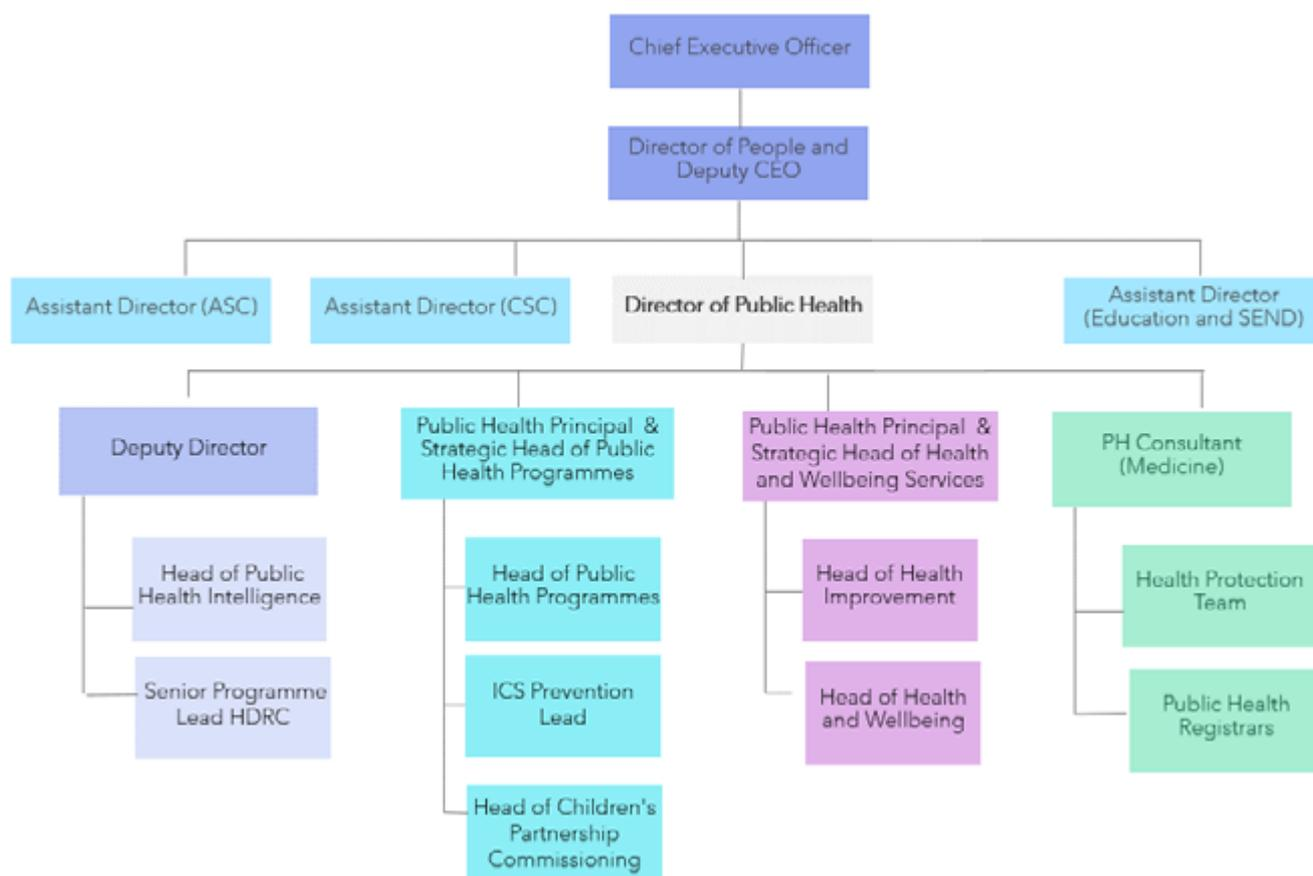 Chief Executive Officer
Director of People and
Deputy CEO
Assistant Director (ASC)
Assistant Director (CSC)
Director of Public Health
Assistant Director
(Education and SEND)
Deputy Director
Public Health Principal &
Strategic Head of Public
Health Programmes
Public Health Principal &
Strategic Head of Health
and Wellbeing Services
PH Consultant
(Medicine)
Head of Public
Health Intelligence
Head of Public
Health Programmes
Head of Health
Improvement
Health Protection
Team
Senior Programme
Lead HDRC
ICS Prevention
Lead
Head of Health
and Wellbeing
Public Health
Registrars
Head of Children's
Partnership
Commissioning